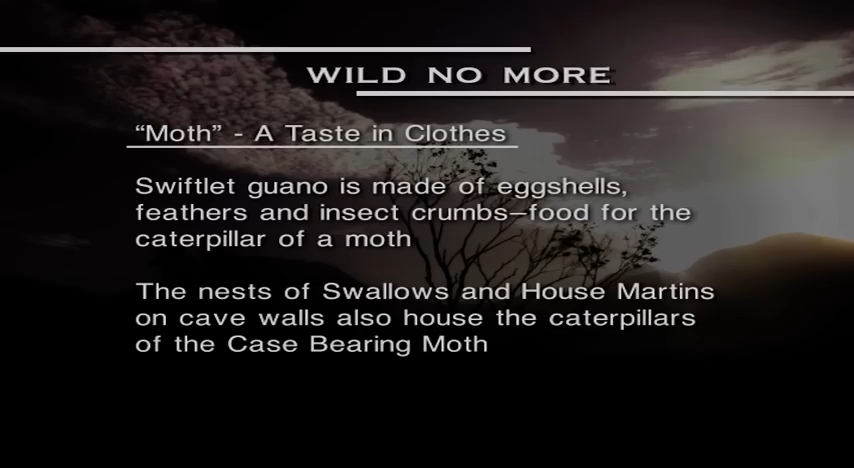 WILD NO MORE
“Moth” - A Taste in Clothes
Swiftlet guano is made of eggshells,
feathers and insect crumbs–food for the
caterpillar of a moth
The nests of Swallows and House Martins
on cave walls also house the caterpillars
of the Case Bearing Moth